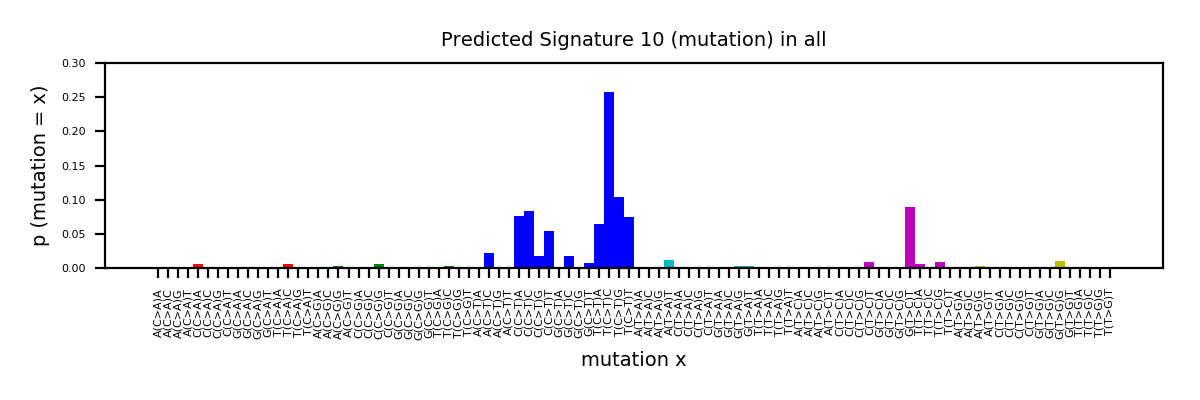 Predicted Signature 10 (mutation) in all
0.30
0.25
0.20
0.15
0.10
0.05
0.00
p (mutation = x)
A(C>A)A
A(C>A)C
A(C>A)G
A(C>A)T
C(C>A)A
C(C>A)C
C(C>A)G
C(C>A)T
G(C>A)A
G(C>A)C
G(C>A)G
G(C>A)T
T(C>A)A
T(C>A)C
T(C>A)G
T(C>A)T
A(C>G)A
A(C>G)C
A(C>G)G
A(C>G)T
C(C>G)A
C(C>G)C
C(C>G)G
C(C>G)T
G(C>G)A
G(C>G)C
G(C>G)G
G(C>G)T
T(C>G)A
T(C>G)C
T(C>G)G
T(C>G)T
A(C>T)A
A(C>T)C
A(C>T)G
A(C>T)T
C(C>T)A
C(C>T)C
C(C>T)G
C(C>T)T
G(C>T)A
G(C>T)C
G(C>T)G
G(C>T)T
T(C>T)A
T(C>T)C
T(C>T)G
T(C>T)T
A(T>A)A
A(T>A)C
A(T>A)G
A(T>A)T
C(T>A)A
C(T>A)C
C(T>A)G
C(T>A)T
G(T>A)A
G(T>A)C
G(T>A)G
G(T>A)T
T(T>A)A
T(T>A)C
T(T>A)G
T(T>A)T
A(T>C)A
A(T>C)C
A(T>C)G
A(T>C)T
C(T>C)A
C(T>C)C
C(T>C)G
C(T>C)T
G(T>C)A
G(T>C)C
G(T>C)G
G(T>C)T
T(T>C)A
T(T>C)C
T(T>C)G
T(T>C)T
A(T>G)A
A(T>G)C
A(T>G)G
A(T>G)T
C(T>G)A
C(T>G)C
C(T>G)G
C(T>G)T
G(T>G)A
G(T>G)C
G(T>G)G
G(T>G)T
T(T>G)A
T(T>G)C
T(T>G)G
T(T>G)T
mutation x